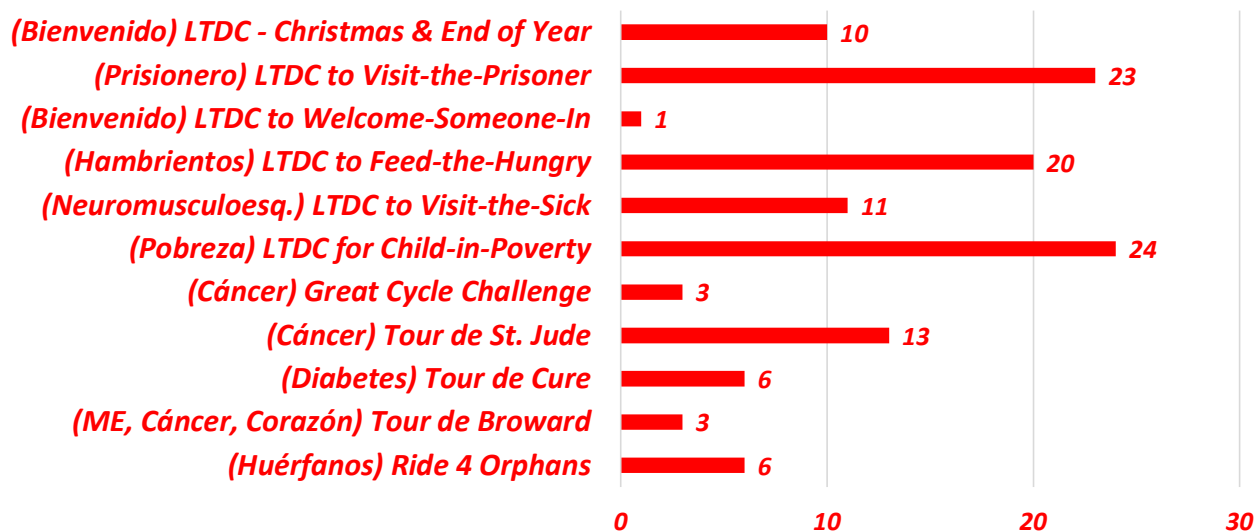 (Bienvenido) LTDC - Christmas & End of Year 10
(Prisionero) LTDC to Visit-the-Prisoner 23
(Bienvenido) LTDC to Welcome-Someone-In 1
(Hambrientos) LTDC to Feed-the-Hungry 20
(Neuromusculoesq.) LTDC to Visit-the-Sick 11
(Pobreza) LTDC for Child-in-Poverty 24
(Cáncer) Great Cycle Challenge 3
(Cáncer) Tour de St. Jude 13
(Diabetes) Tour de Cure 6
(ME, Cáncer, Corazón) Tour de Broward 3
(Huérfanos) Ride 4 Orphans 6
0 10 20 30